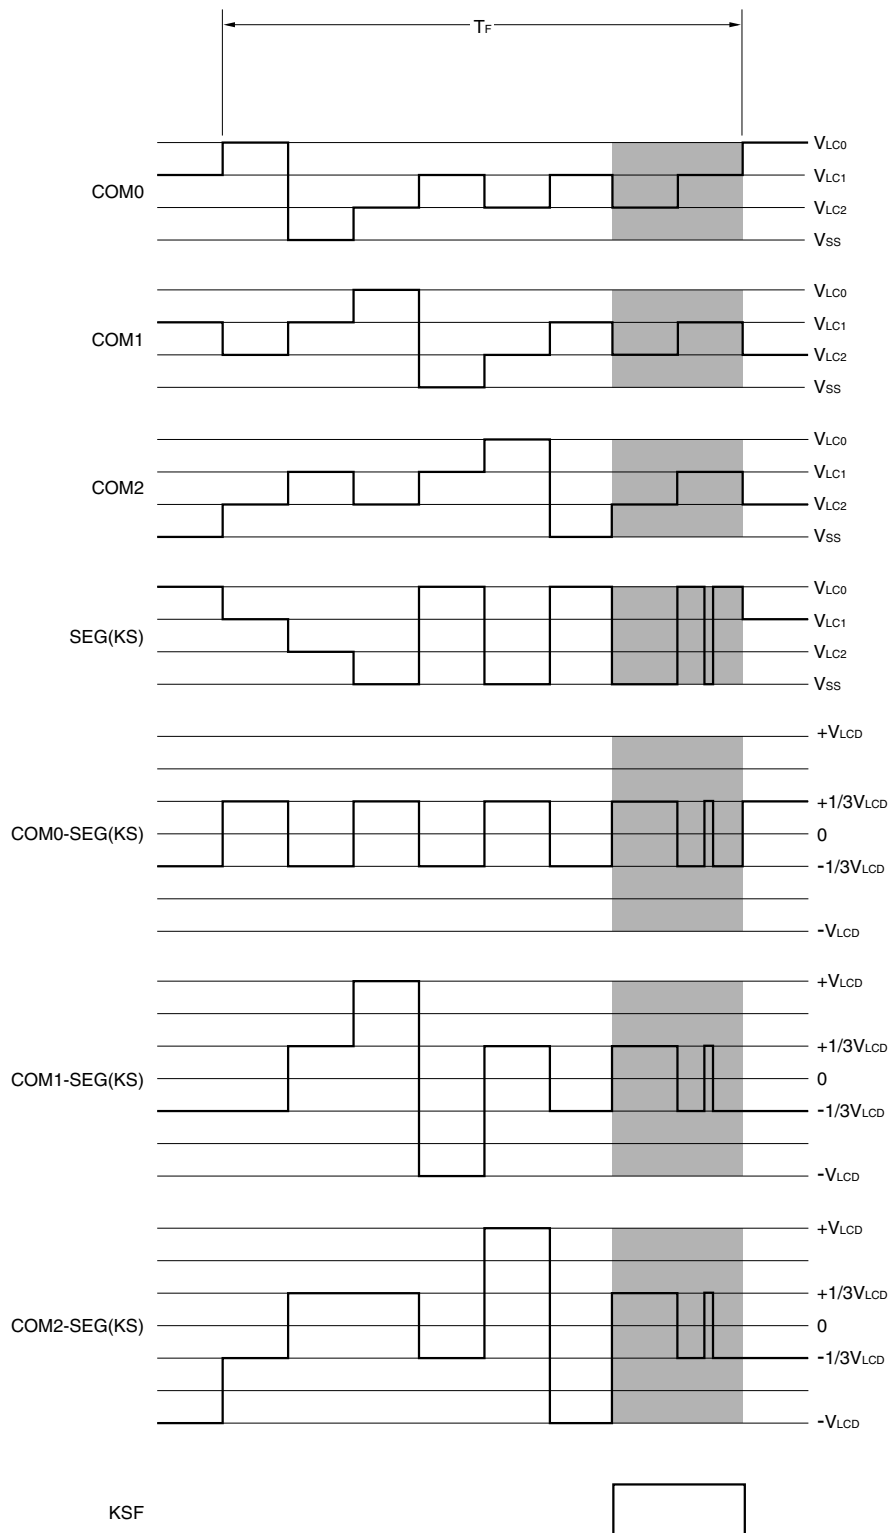 TF
VLC0
VLC1
COM0
VLC2
VSS
VLC0
VLC1
COM1
VLC2
VSS
VLC0
VLC1
COM2
VLC2
VSS
VLC0
VLC1
SEG(KS)
VLC2
VSS
+VLCD
+1/3VLCD
COM0-SEG(KS)
0
-1/3VLCD
-VLCD
+VLCD
+1/3VLCD
COM1-SEG(KS)
0
-1/3VLCD
-VLCD
+VLCD
+1/3VLCD
COM2-SEG(KS)
0
-1/3VLCD
-VLCD
KSF